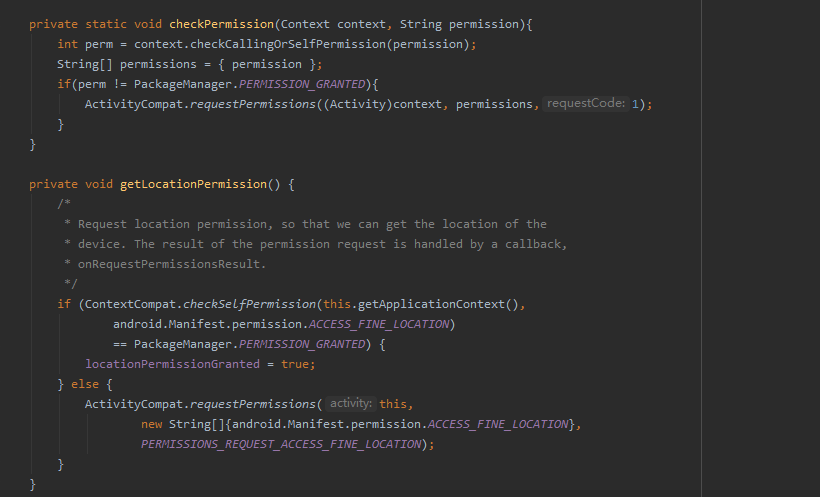 private static void checkPermission(Context context, String permission){
int perm = context.checkCallingOrSelfPermission(permission);
String[] permissions = { permission };
if(perm != PackageManager.PERMISSION_GRANTED){
ActivityCompat.requestPermissions((Activity)context, permissions, requestCode: 1);
}
}
private void getLocationPermission() {
/*
* Request location permission, so that we can get the location of the
* device. The result of the permission request is handled by a callback,
* onRequestPermissionsResult.
*/
if (ContextCompat.checkSelfPermission(this.getApplicationContext(),
android.Manifest.permission.ACCESS_FINE_LOCATION)
== PackageManager.PERMISSION_GRANTED) {
locationPermissionGranted = true;
} else {
ActivityCompat.requestPermissions( activity: this,
new String[]{android.Manifest.permission.ACCESS_FINE_LOCATION},
PERMISSIONS_REQUEST_ACCESS_FINE_LOCATION);
}
}